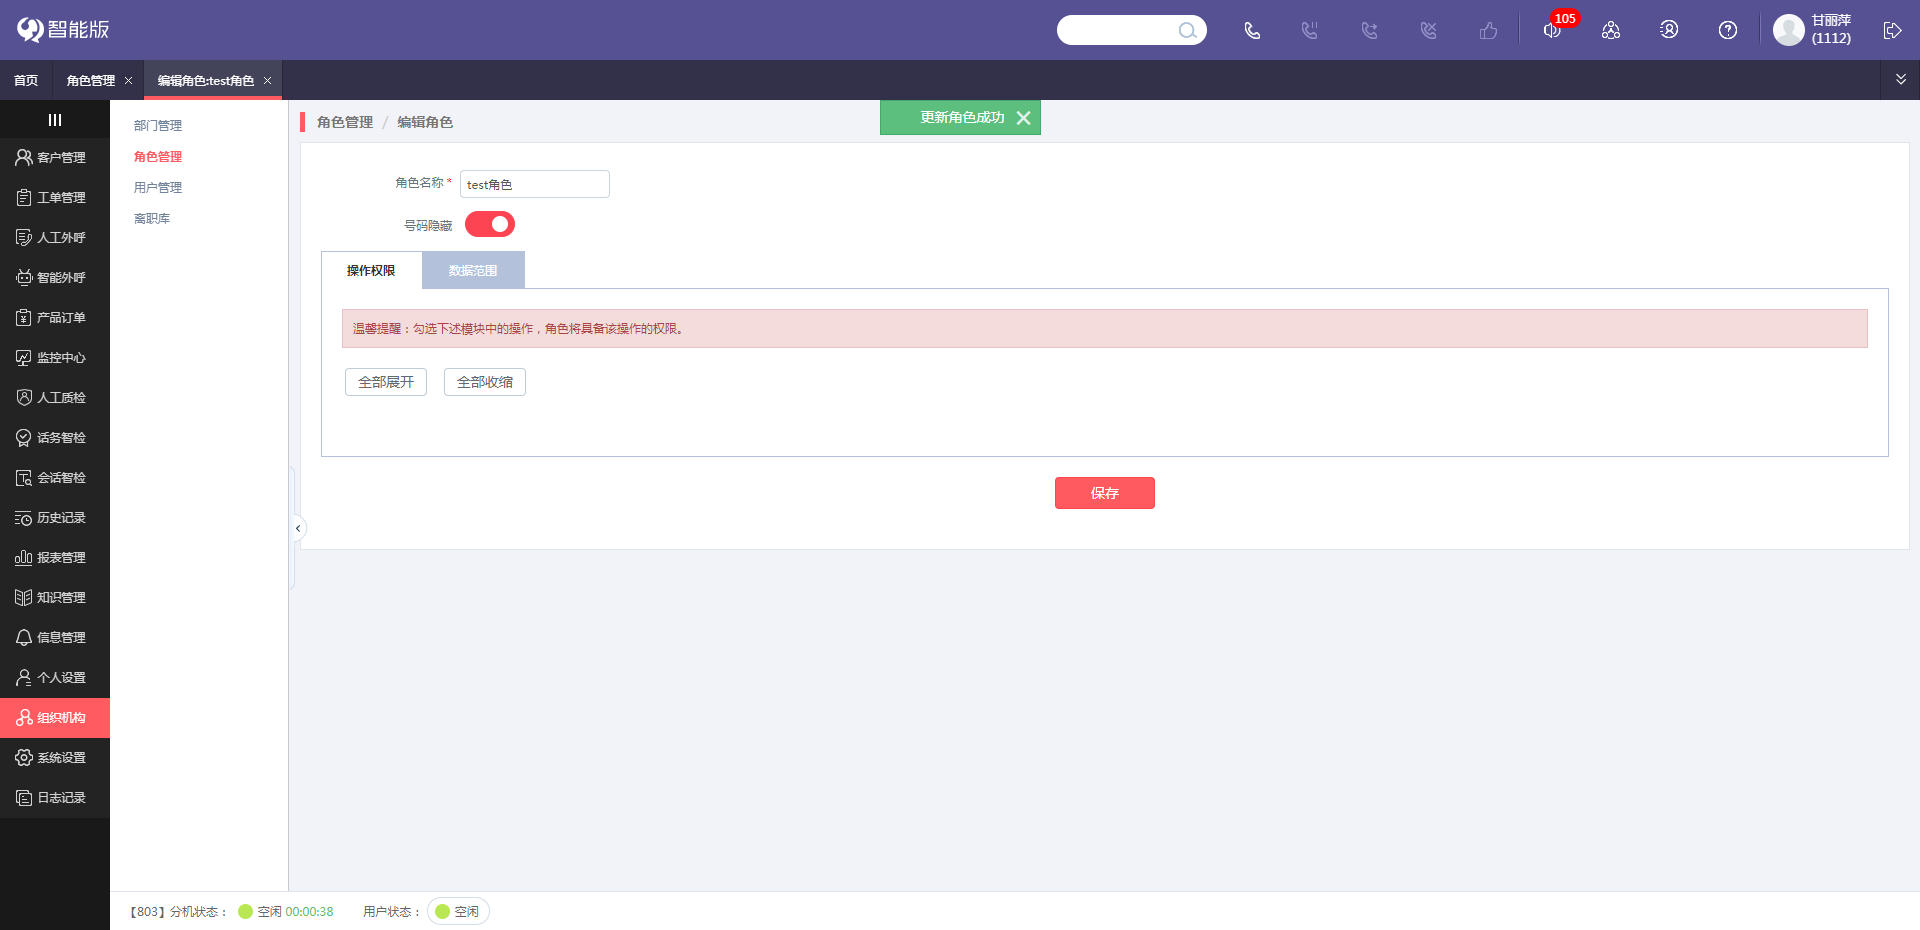 智能版
105
甘丽萍
(1112)
首页
角色管理
编辑角色:test角色
客户管理
工单管理
人工外呼
智能外呼
产品订单
监控中心
人工质检
话务智检
会话智检
历史记录
报表管理
知识管理
信息管理
个人设置
组织机构
系统设置
日志记录
部门管理
角色管理
用户管理
离职库
角色管理 / 编辑角色
更新角色成功
角色名称 * test角色
号码隐藏
操作权限 数据范围
温馨提醒：勾选下述模块中的操作，角色将具备该操作的权限。
全部展开 全部收缩
保存
【803】分机状态： 空闲 00:00:38 用户状态： 空闲